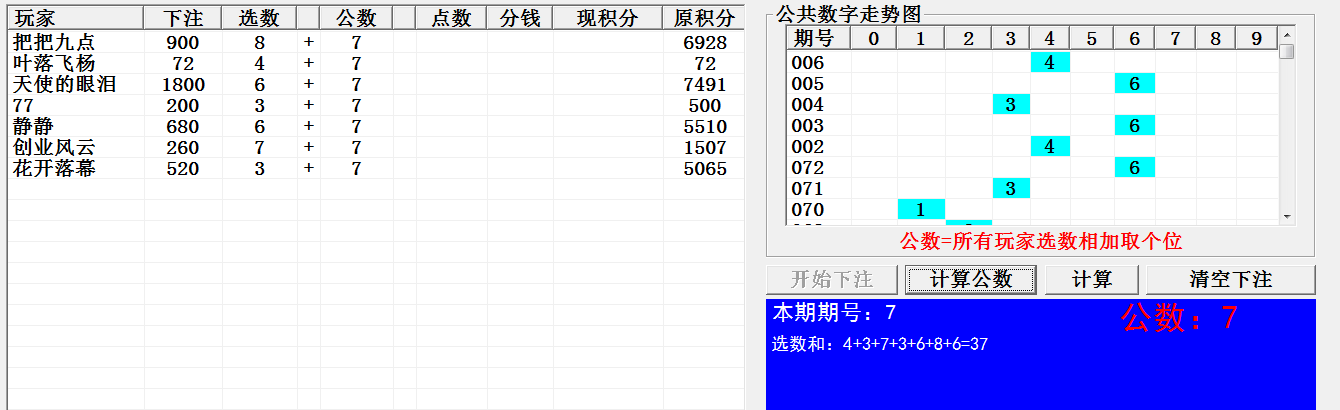 玩家 下注 选数 公数 点数 分钱 现积分 原积分
把把九点 900 8 + 7 6928
叶落飞杨 72 4 + 7 72
天使的眼泪 1800 6 + 7 7491
77 200 3 + 7 500
静静 680 6 + 7 5510
创业风云 260 7 + 7 1507
花开落幕 520 3 + 7 5065
公共数字走势图
期号 0 1 2 3 4 5 6 7 8 9
006 4
005 6
004 3
003 6
002 4
072 6
071 3
070 1
公数=所有玩家选数相加取个位
开始下注 计算公数 计算 清空下注
本期期号：7 公数：7
选数和：4+3+7+3+6+8+6=37